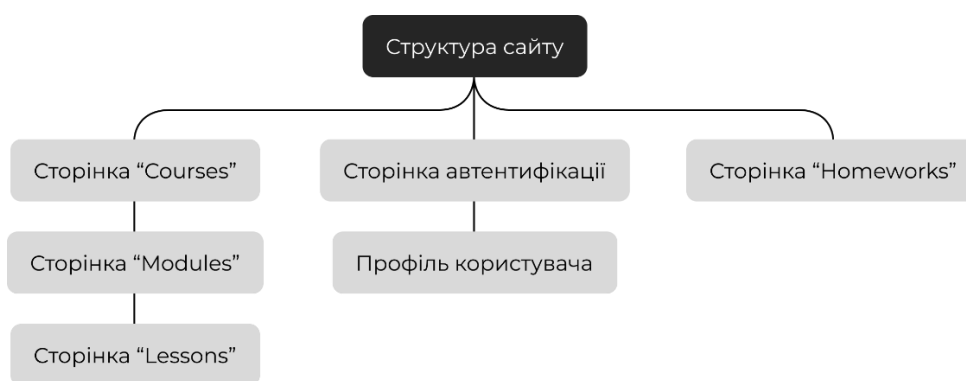 Структура сайту
Сторінка “Courses”
Сторінка автентифікації
Сторінка “Homeworks”
Сторінка “Modules”
Профіль користувача
Сторінка “Lessons”